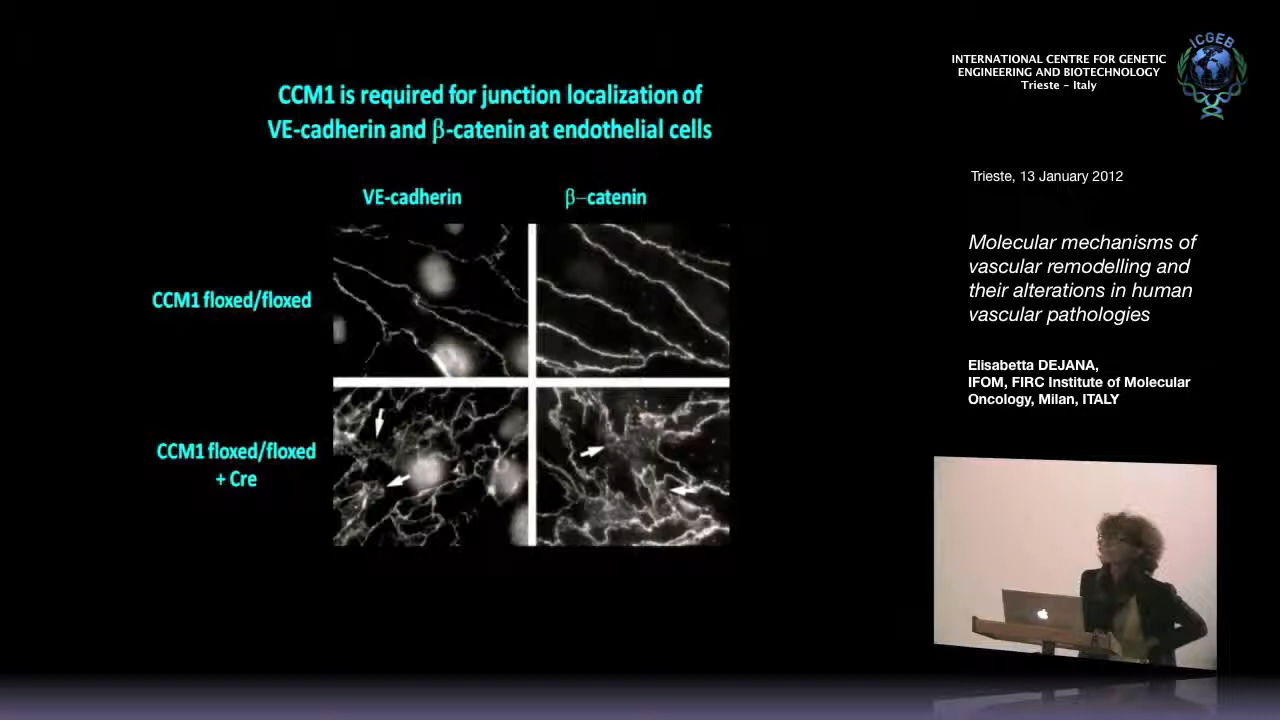 CCM1 is required for junction localization of
VE-cadherin and β-catenin at endothelial cells
VE-cadherin
β–catenin
CCM1 floxed/floxed
CCM1 floxed/floxed
+ Cre
ICGEB
INTERNATIONAL CENTRE FOR GENETIC
ENGINEERING AND BIOTECHNOLOGY
Trieste – Italy
Trieste, 13 January 2012
Molecular mechanisms of
vascular remodelling and
their alterations in human
vascular pathologies
Elisabetta DEJANA,
IFOM, FIRC Institute of Molecular
Oncology, Milan, ITALY